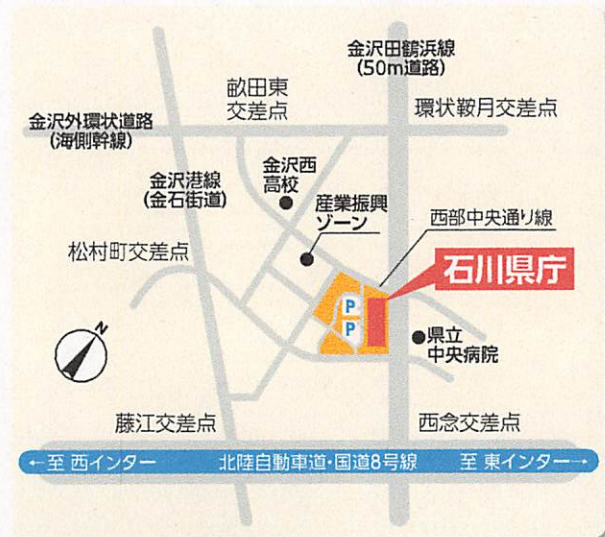 金沢田鶴浜線
(50m道路)
畝田東
交差点
環状鞍月交差点
金沢外環状道路
(海側幹線)
金沢西
高校
金沢港線
(金石街道)
産業振興
ゾーン
西部中央通り線
松村町交差点
石川県庁
P
P
県立
中央病院
N
藤江交差点
西念交差点
←至 西インター
北陸自動車道・国道8号線
至 東インター→